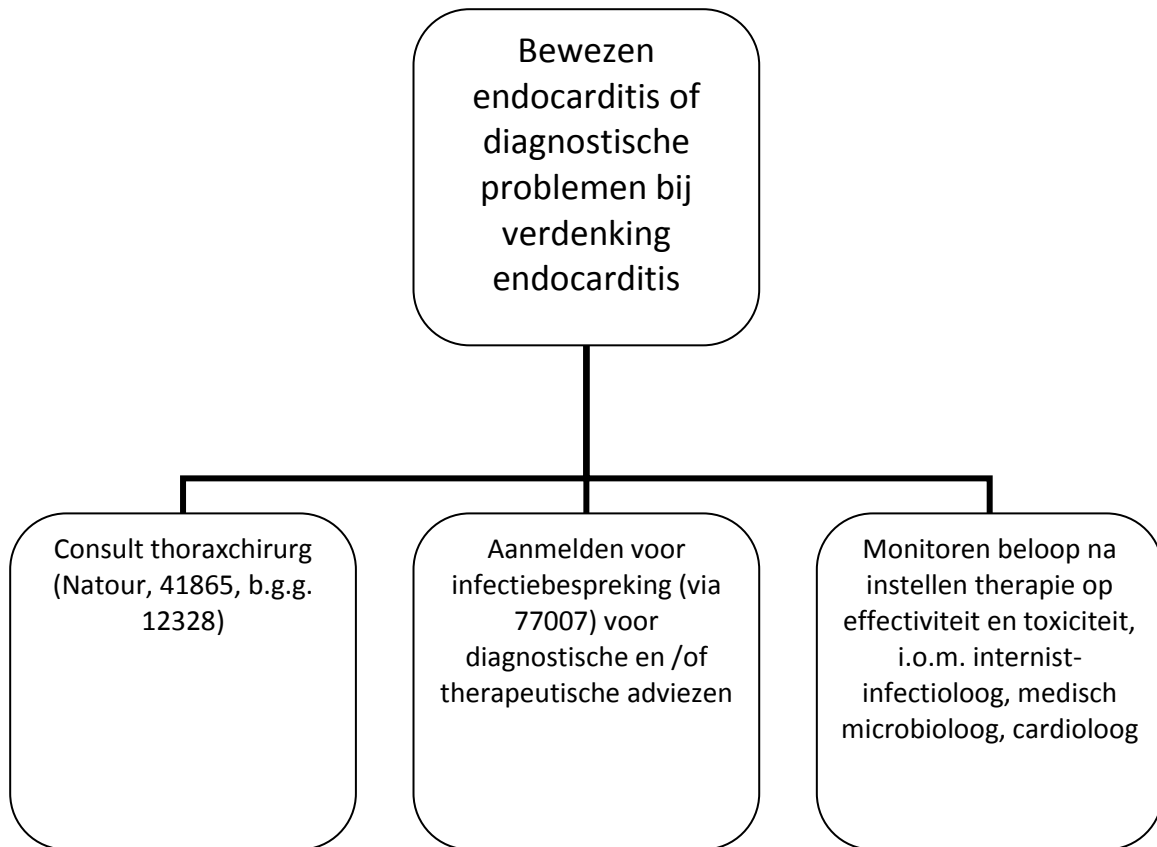 Bewezen
endocarditis of
diagnostische
problemen bij
verdenking
endocarditis
Consult thoraxchirurg
(Natour, 41865, b.g.g.
12328)
Aanmelden voor
infectiebespreking (via
77007) voor
diagnostische en /of
therapeutische adviezen
Monitoren beloop na
instellen therapie op
effectiviteit en toxiciteit,
i.o.m. internist-
infectioloog, medisch
microbioloog, cardioloog